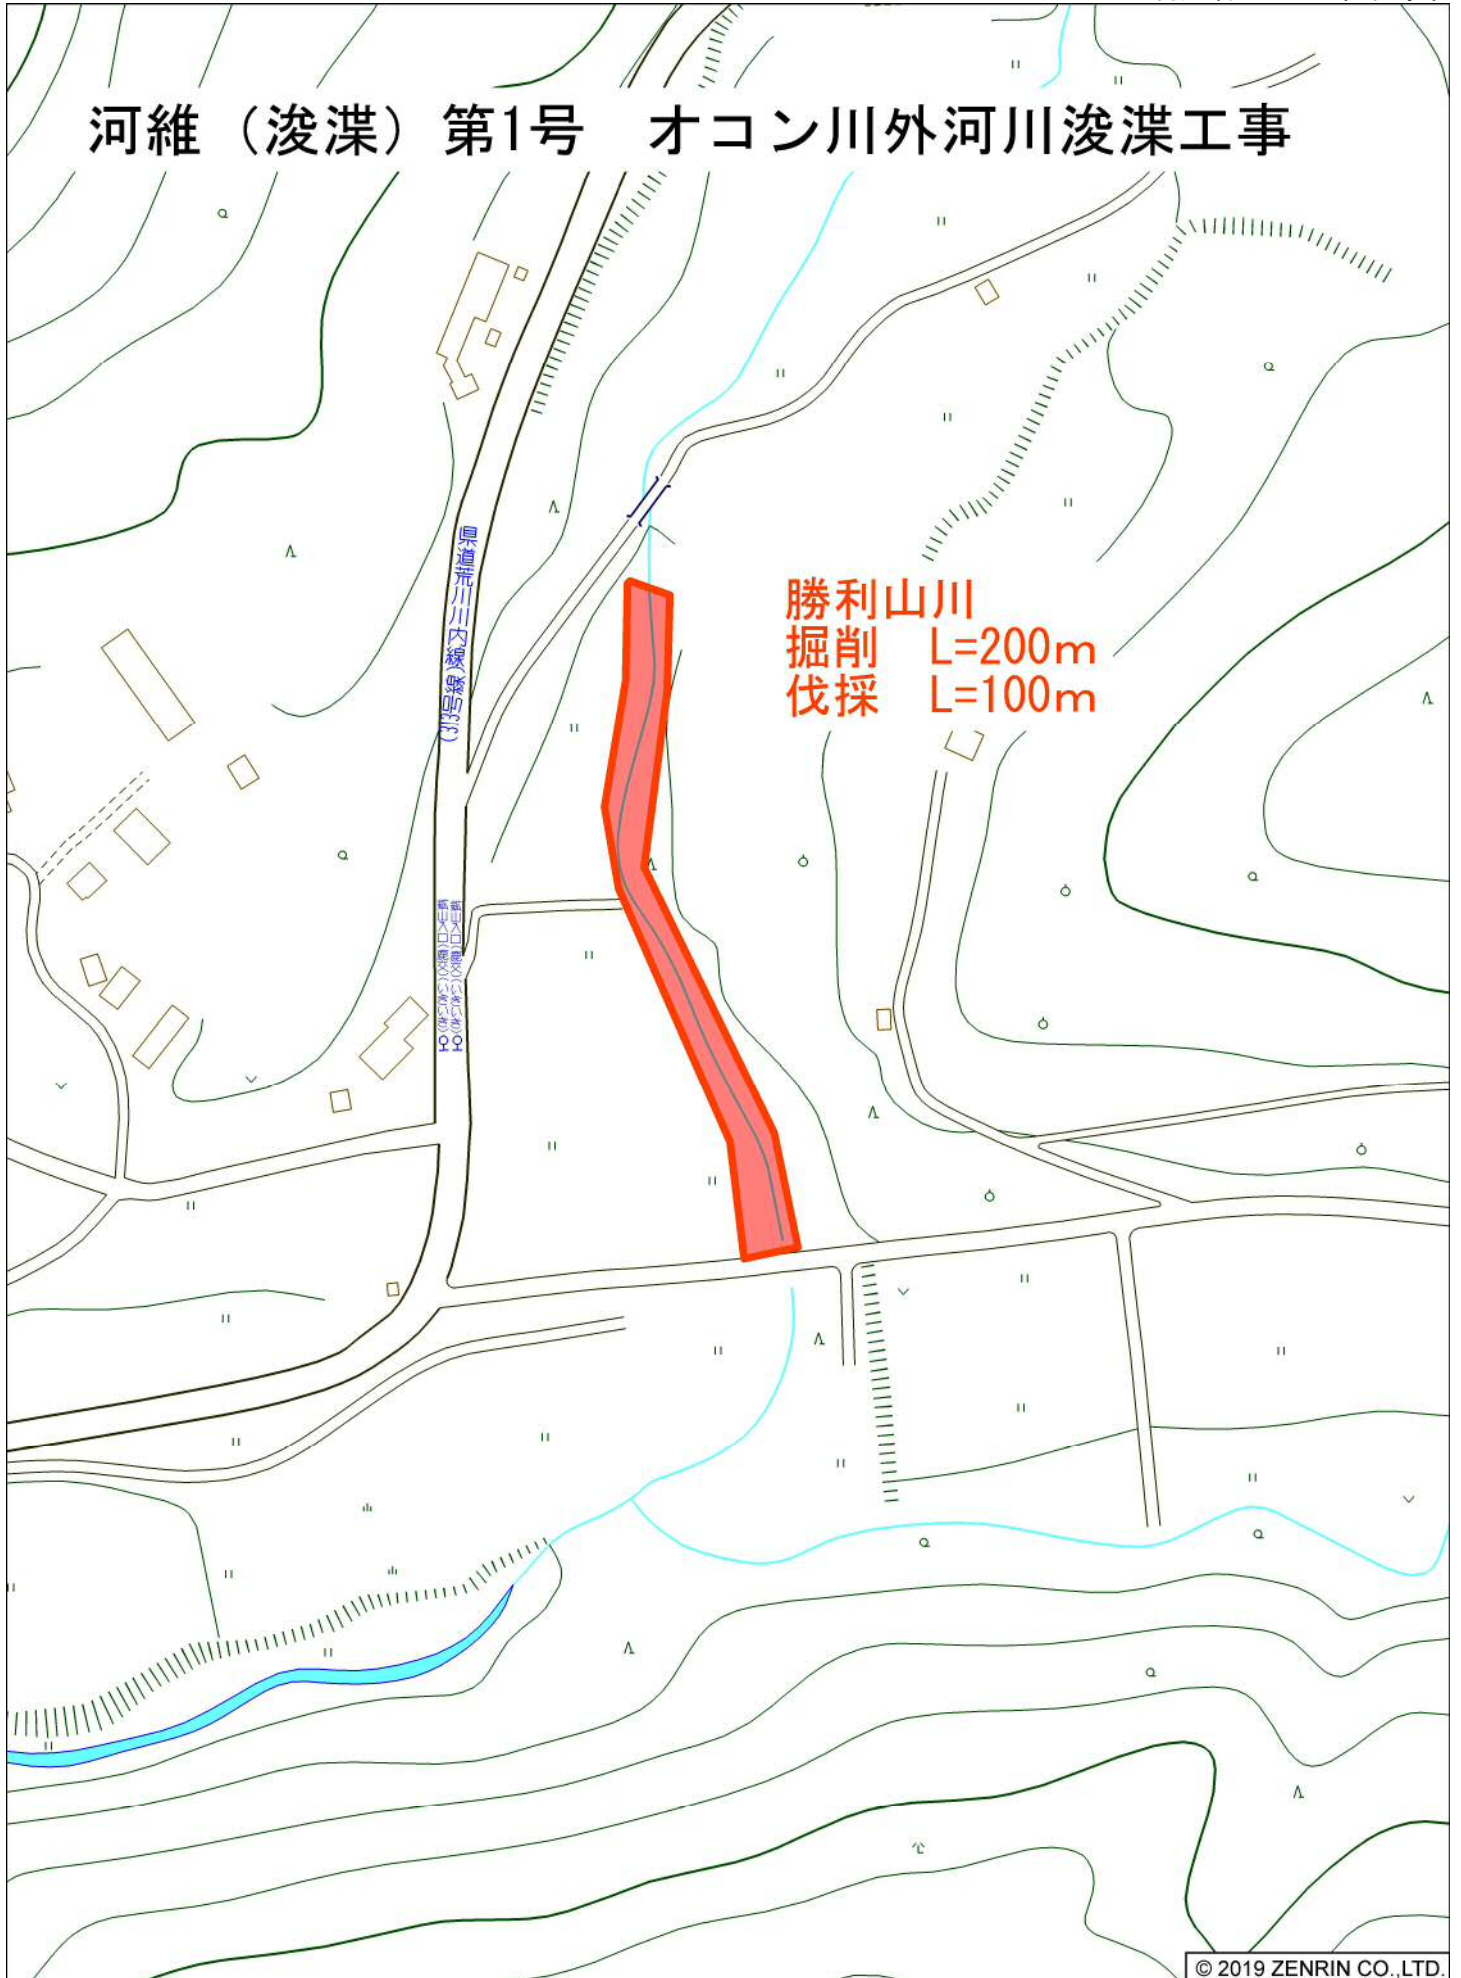 河維（浚渫）第1号　オコン川外河川浚渫工事
勝利山川
掘削　L=200m
伐採　L=100m
県道荒川川内線(313号線)
© 2019 ZENRIN CO.,LTD.